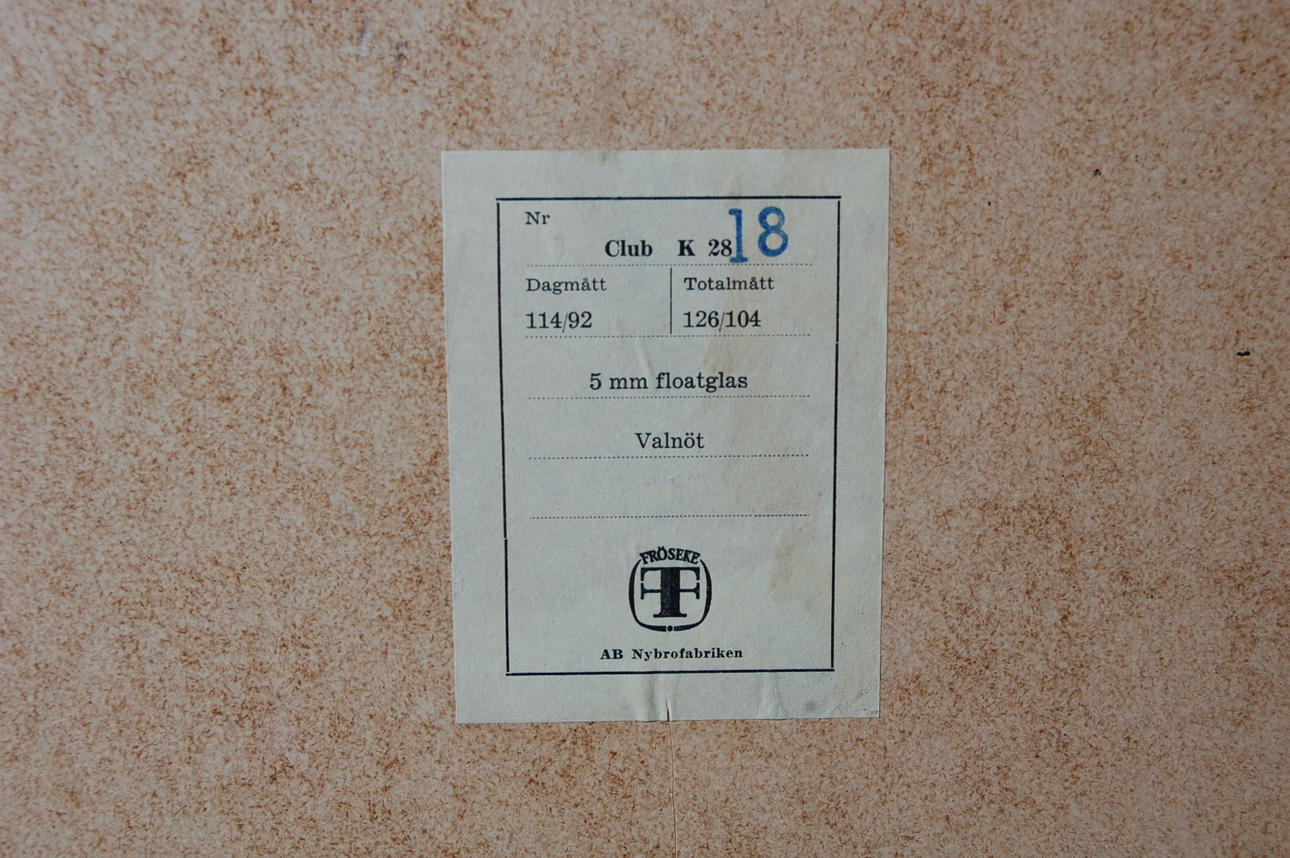 Nr
Club K 28 18
Dagmått Totalmått
114/92 126/104
5 mm floatglas
Valnöt
FRÖSEKE
F
AB Nybrofabriken